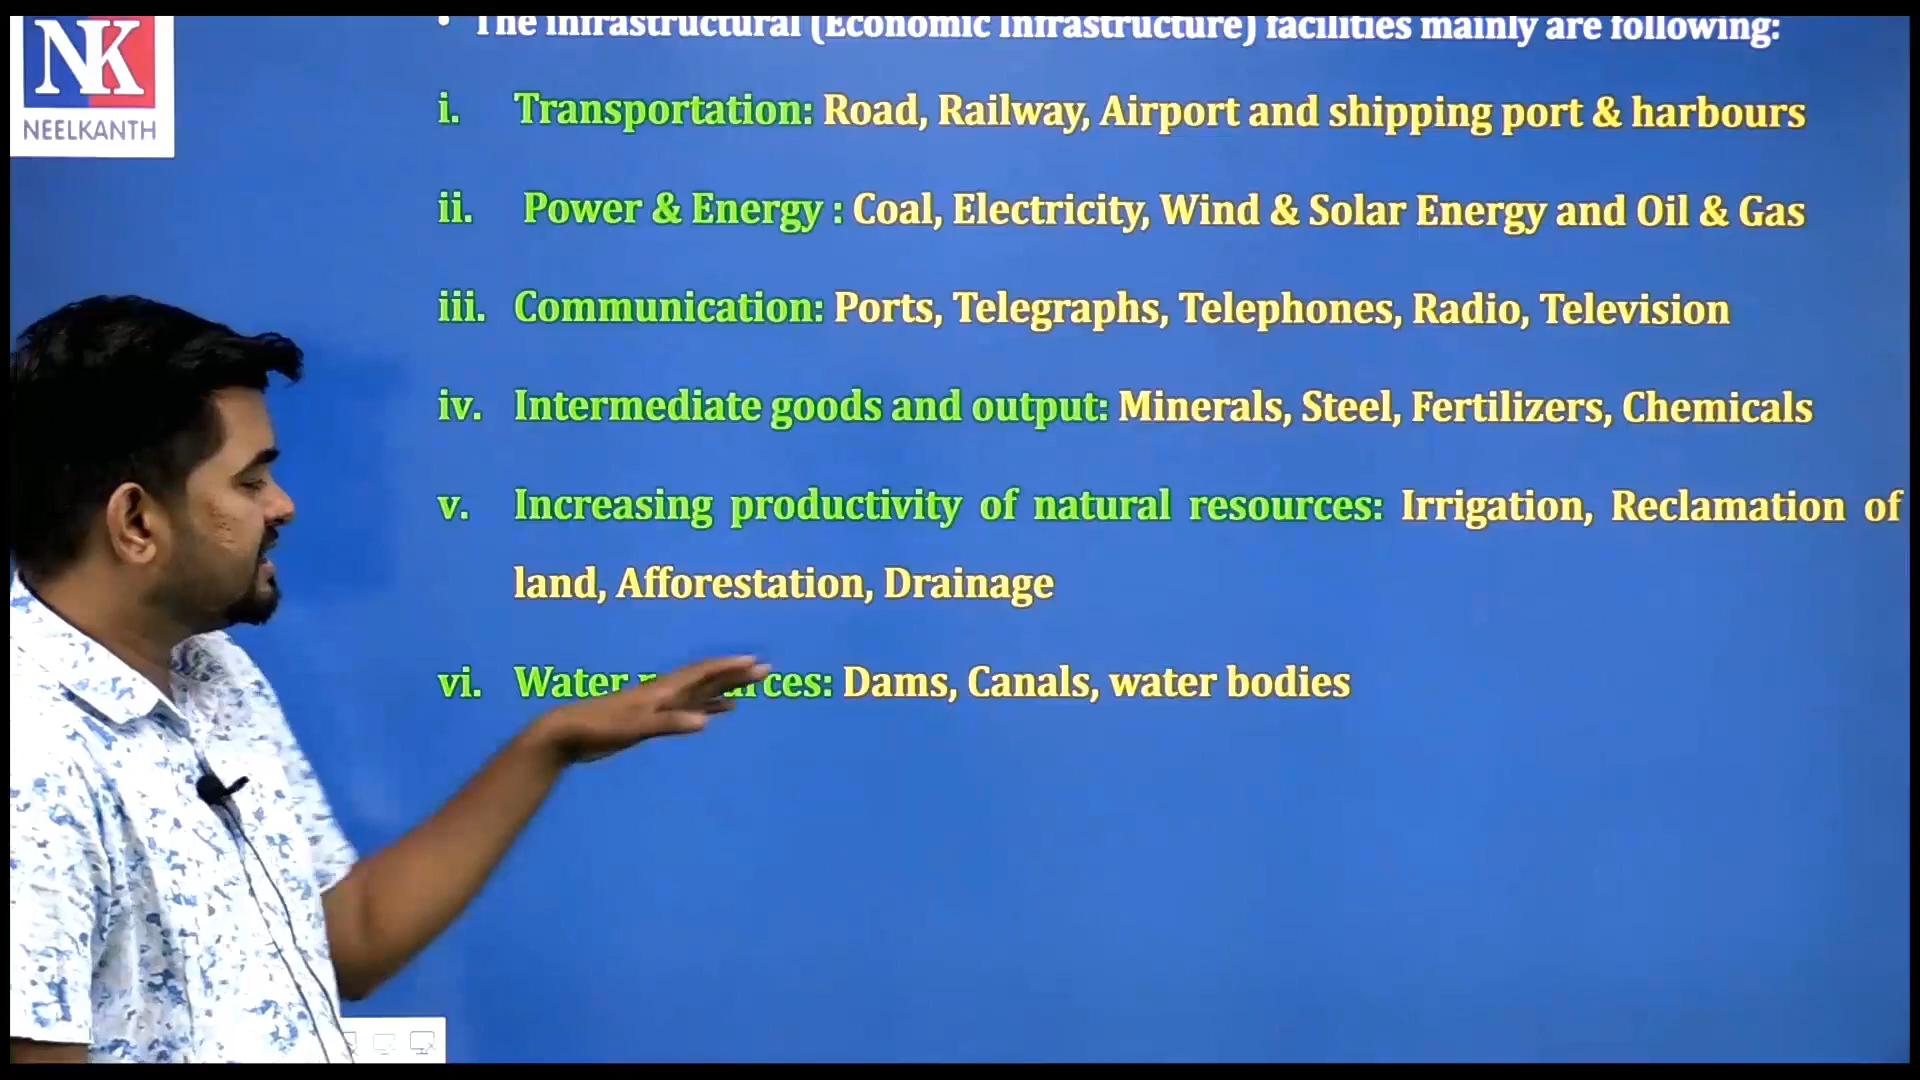 NK
NEELKANTH
• The infrastructural (Economic Infrastructure) facilities mainly are following:
i. Transportation: Road, Railway, Airport and shipping port & harbours
ii. Power & Energy : Coal, Electricity, Wind & Solar Energy and Oil & Gas
iii. Communication: Ports, Telegraphs, Telephones, Radio, Television
iv. Intermediate goods and output: Minerals, Steel, Fertilizers, Chemicals
v. Increasing productivity of natural resources: Irrigation, Reclamation of
land, Afforestation, Drainage
vi. Water resources: Dams, Canals, water bodies